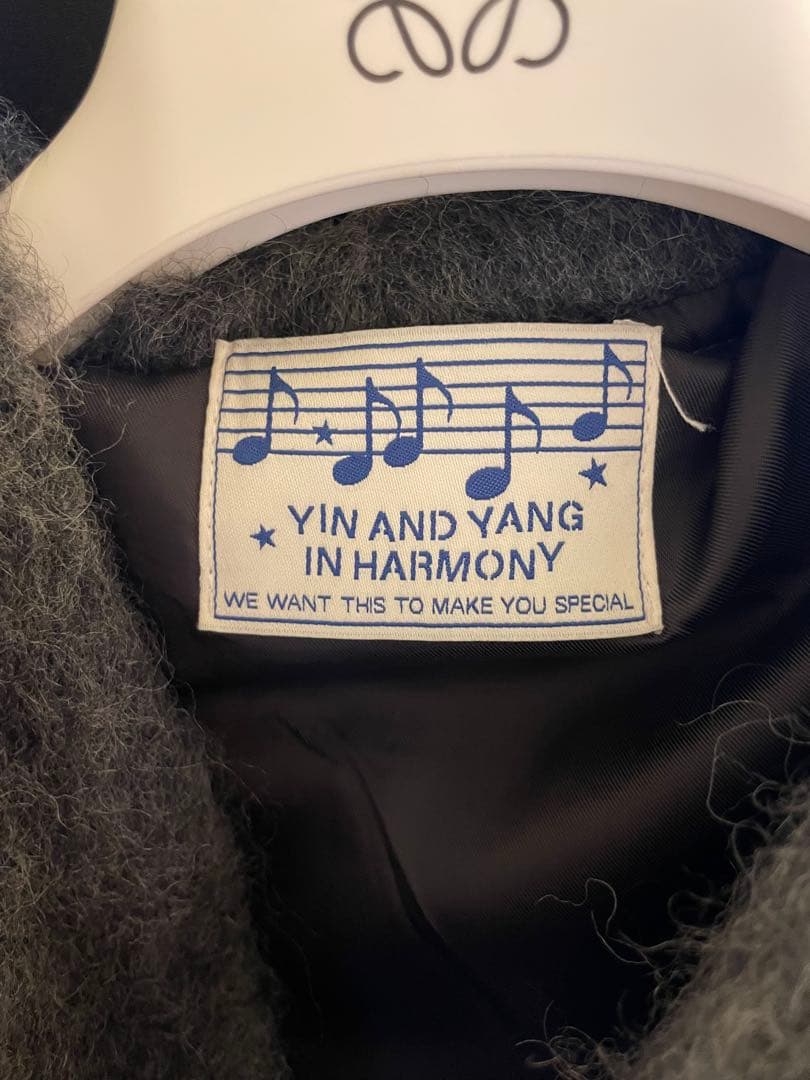 YIN AND YANG
IN HARMONY
WE WANT THIS TO MAKE YOU SPECIAL